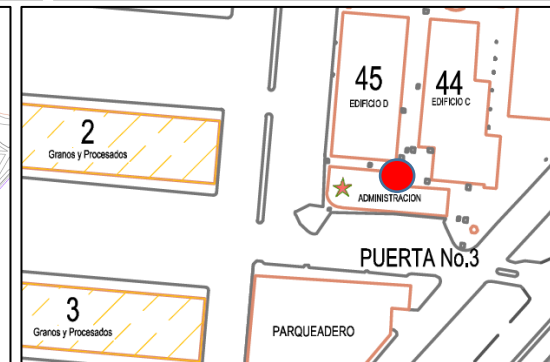 45
EDIFICIO D
44
EDIFICIO C
2
Granos y Procesados
ADMINISTRACION
PUERTA No.3
3
Granos y Procesados
PARQUEADERO